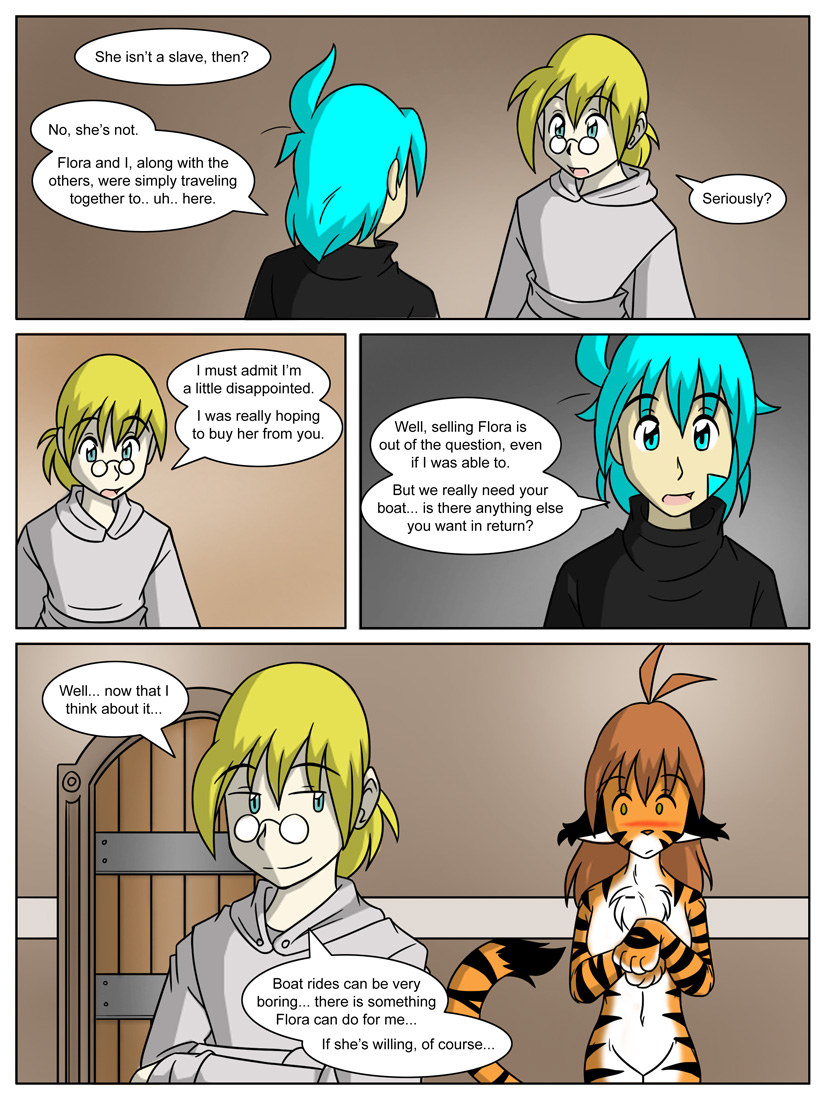 She isn't a slave, then?
No, she's not.
Flora and I, along with the
others, were simply traveling
together to.. uh.. here.
Seriously?
I must admit I'm
a little disappointed.
I was really hoping
to buy her from you.
Well, selling Flora is
out of the question, even
if I was able to.
But we really need your
boat... is there anything else
you want in return?
Well... now that I
think about it...
Boat rides can be very
boring... there is something
Flora can do for me...
If she's willing, of course...